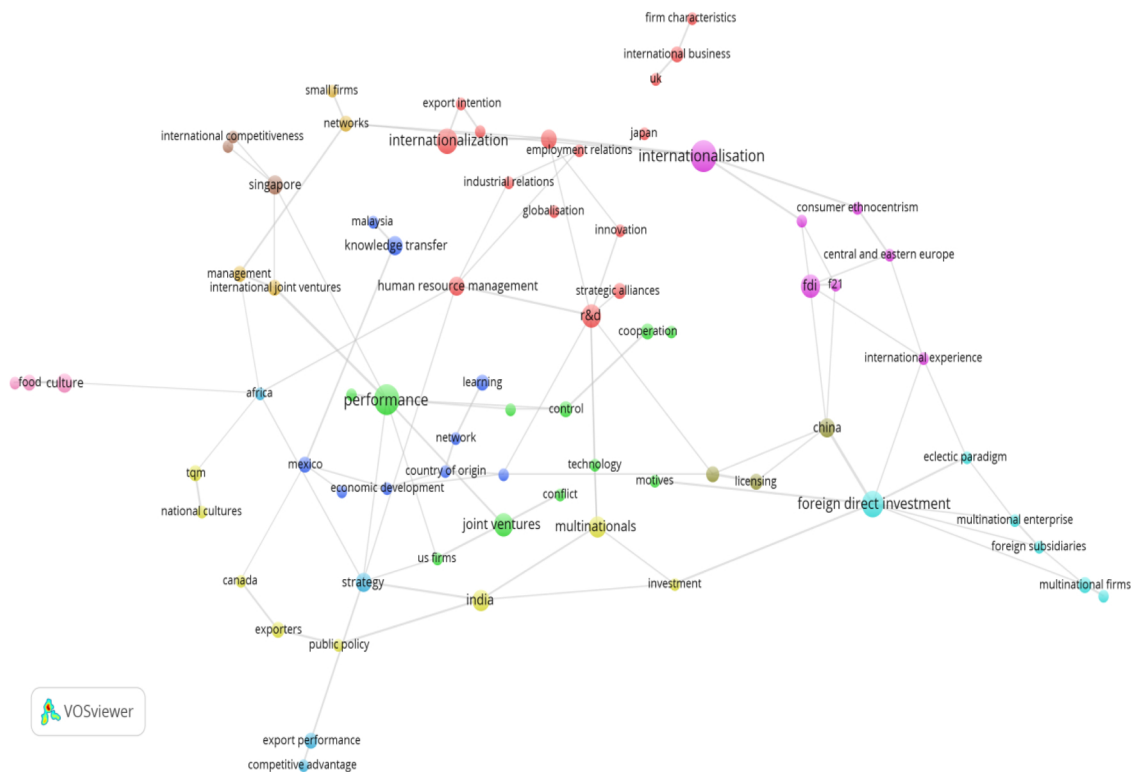 firm characteristics
international business
uk
small firms
export intention
networks
international competitiveness
internationalization
japan
employment relations
internationalisation
singapore
industrial relations
consumer ethnocentrism
globalisation
malaysia
innovation
knowledge transfer
central and eastern europe
management
international joint ventures
human resource management
strategic alliances
fdi
f21
r&d
cooperation
international experience
food
culture
africa
learning
performance
control
china
network
tqm
mexico
country of origin
technology
eclectic paradigm
economic development
motives
licensing
national cultures
conflict
foreign direct investment
joint ventures
multinationals
multinational enterprise
foreign subsidiaries
us firms
canada
strategy
investment
multinational firms
india
exporters
public policy
VOSviewer
export performance
competitive advantage